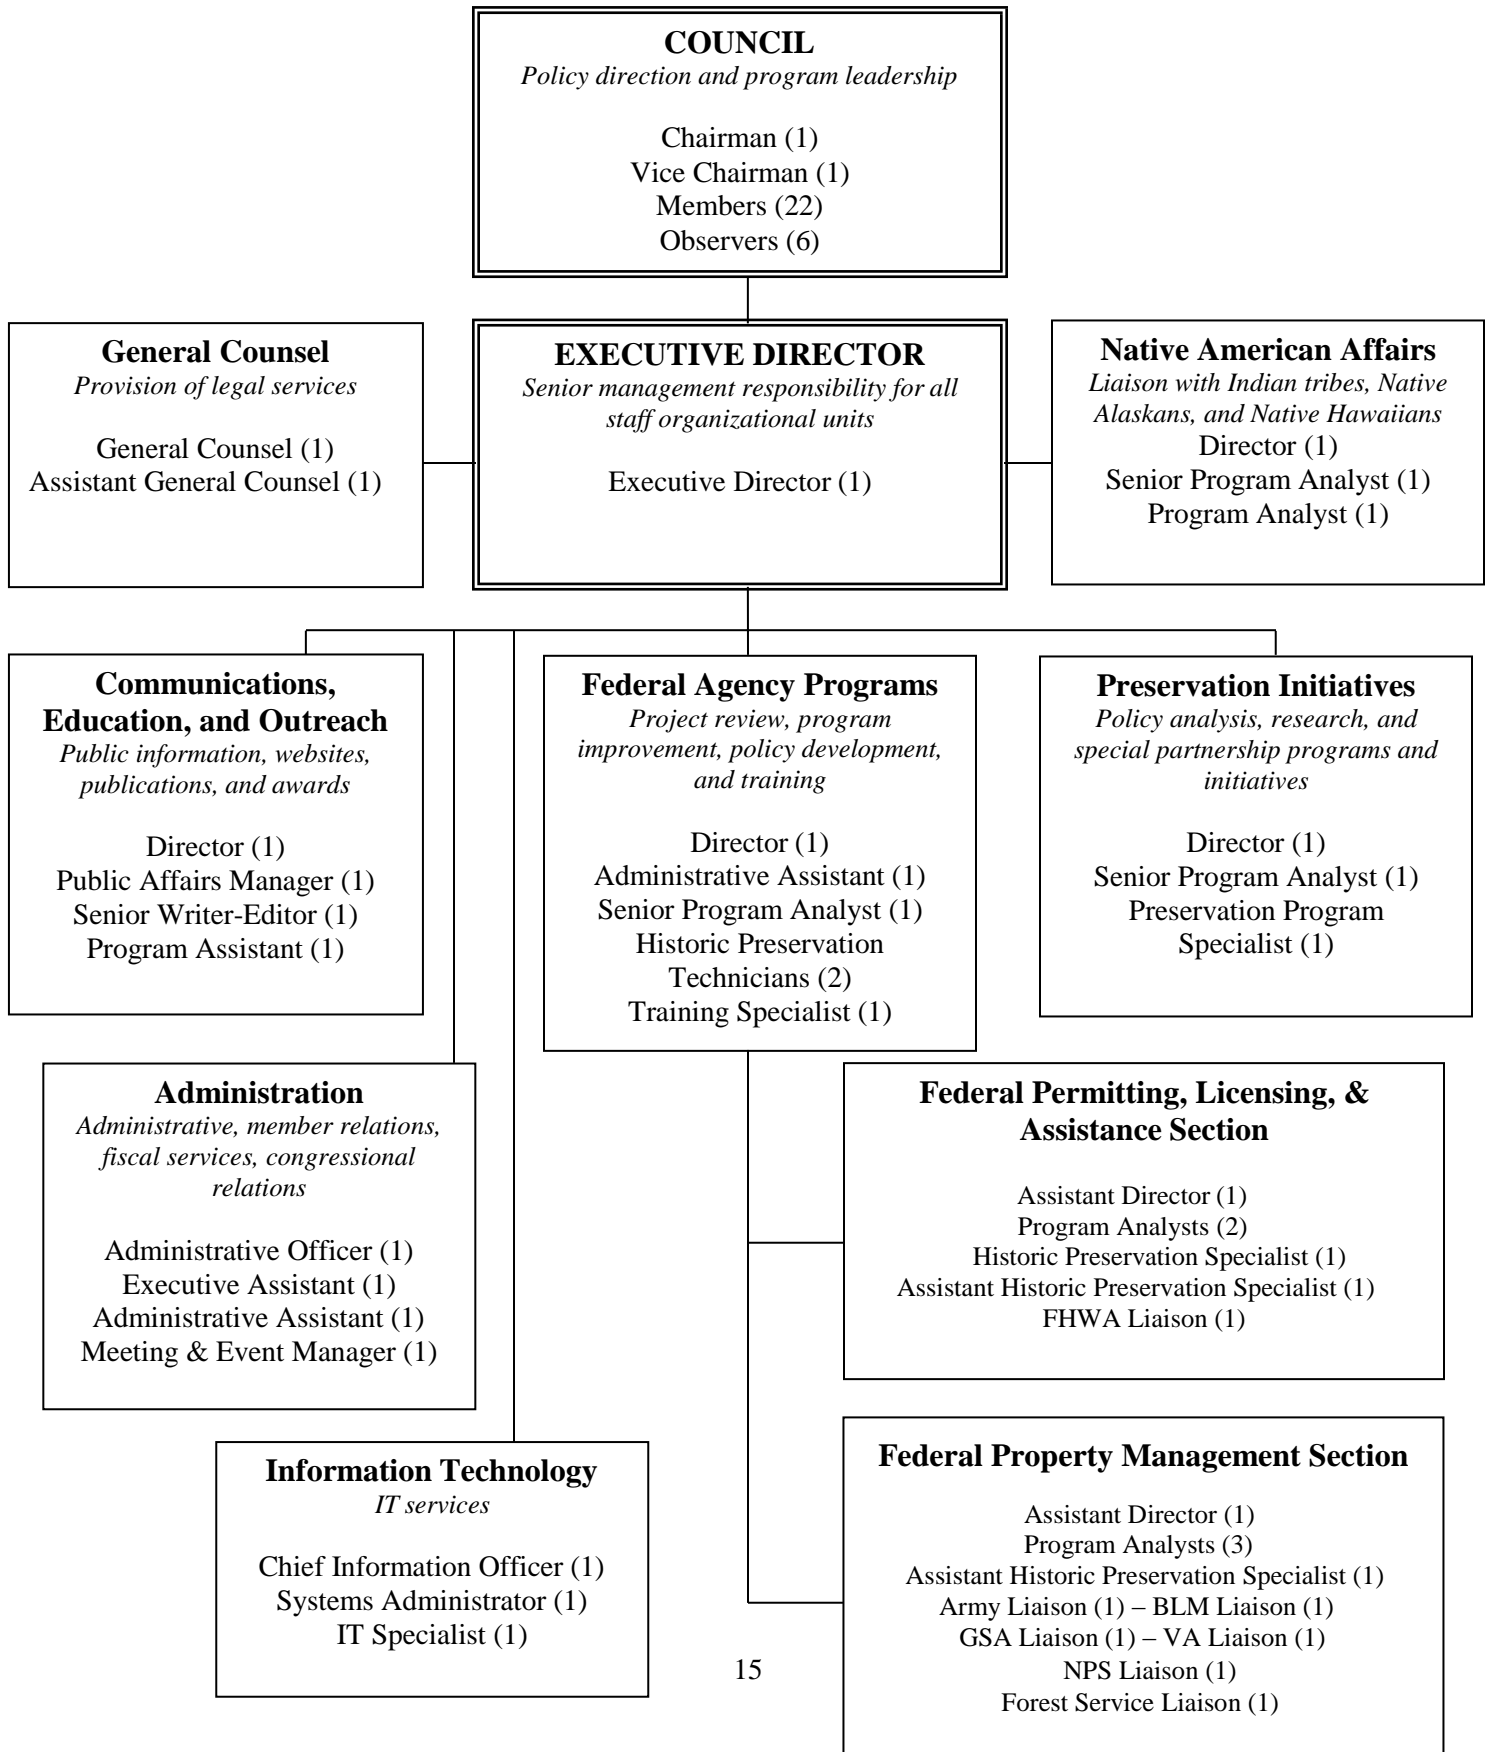 COUNCIL
Policy direction and program leadership
Chairman (1)
Vice Chairman (1)
Members (22)
Observers (6)
General Counsel
Provision of legal services
General Counsel (1)
Assistant General Counsel (1)
EXECUTIVE DIRECTOR
Senior management responsibility for all
staff organizational units
Executive Director (1)
Native American Affairs
Liaison with Indian tribes, Native
Alaskans, and Native Hawaiians
Director (1)
Senior Program Analyst (1)
Program Analyst (1)
Communications,
Education, and Outreach
Public information, websites,
publications, and awards
Director (1)
Public Affairs Manager (1)
Senior Writer-Editor (1)
Program Assistant (1)
Federal Agency Programs
Project review, program
improvement, policy development,
and training
Director (1)
Administrative Assistant (1)
Senior Program Analyst (1)
Historic Preservation
Technicians (2)
Training Specialist (1)
Preservation Initiatives
Policy analysis, research, and
special partnership programs and
initiatives
Director (1)
Senior Program Analyst (1)
Preservation Program
Specialist (1)
Administration
Administrative, member relations,
fiscal services, congressional
relations
Administrative Officer (1)
Executive Assistant (1)
Administrative Assistant (1)
Meeting & Event Manager (1)
Federal Permitting, Licensing, &
Assistance Section
Assistant Director (1)
Program Analysts (2)
Historic Preservation Specialist (1)
Assistant Historic Preservation Specialist (1)
FHWA Liaison (1)
Information Technology
IT services
Chief Information Officer (1)
Systems Administrator (1)
IT Specialist (1)
Federal Property Management Section
Assistant Director (1)
Program Analysts (3)
Assistant Historic Preservation Specialist (1)
Army Liaison (1) – BLM Liaison (1)
GSA Liaison (1) – VA Liaison (1)
NPS Liaison (1)
Forest Service Liaison (1)
15